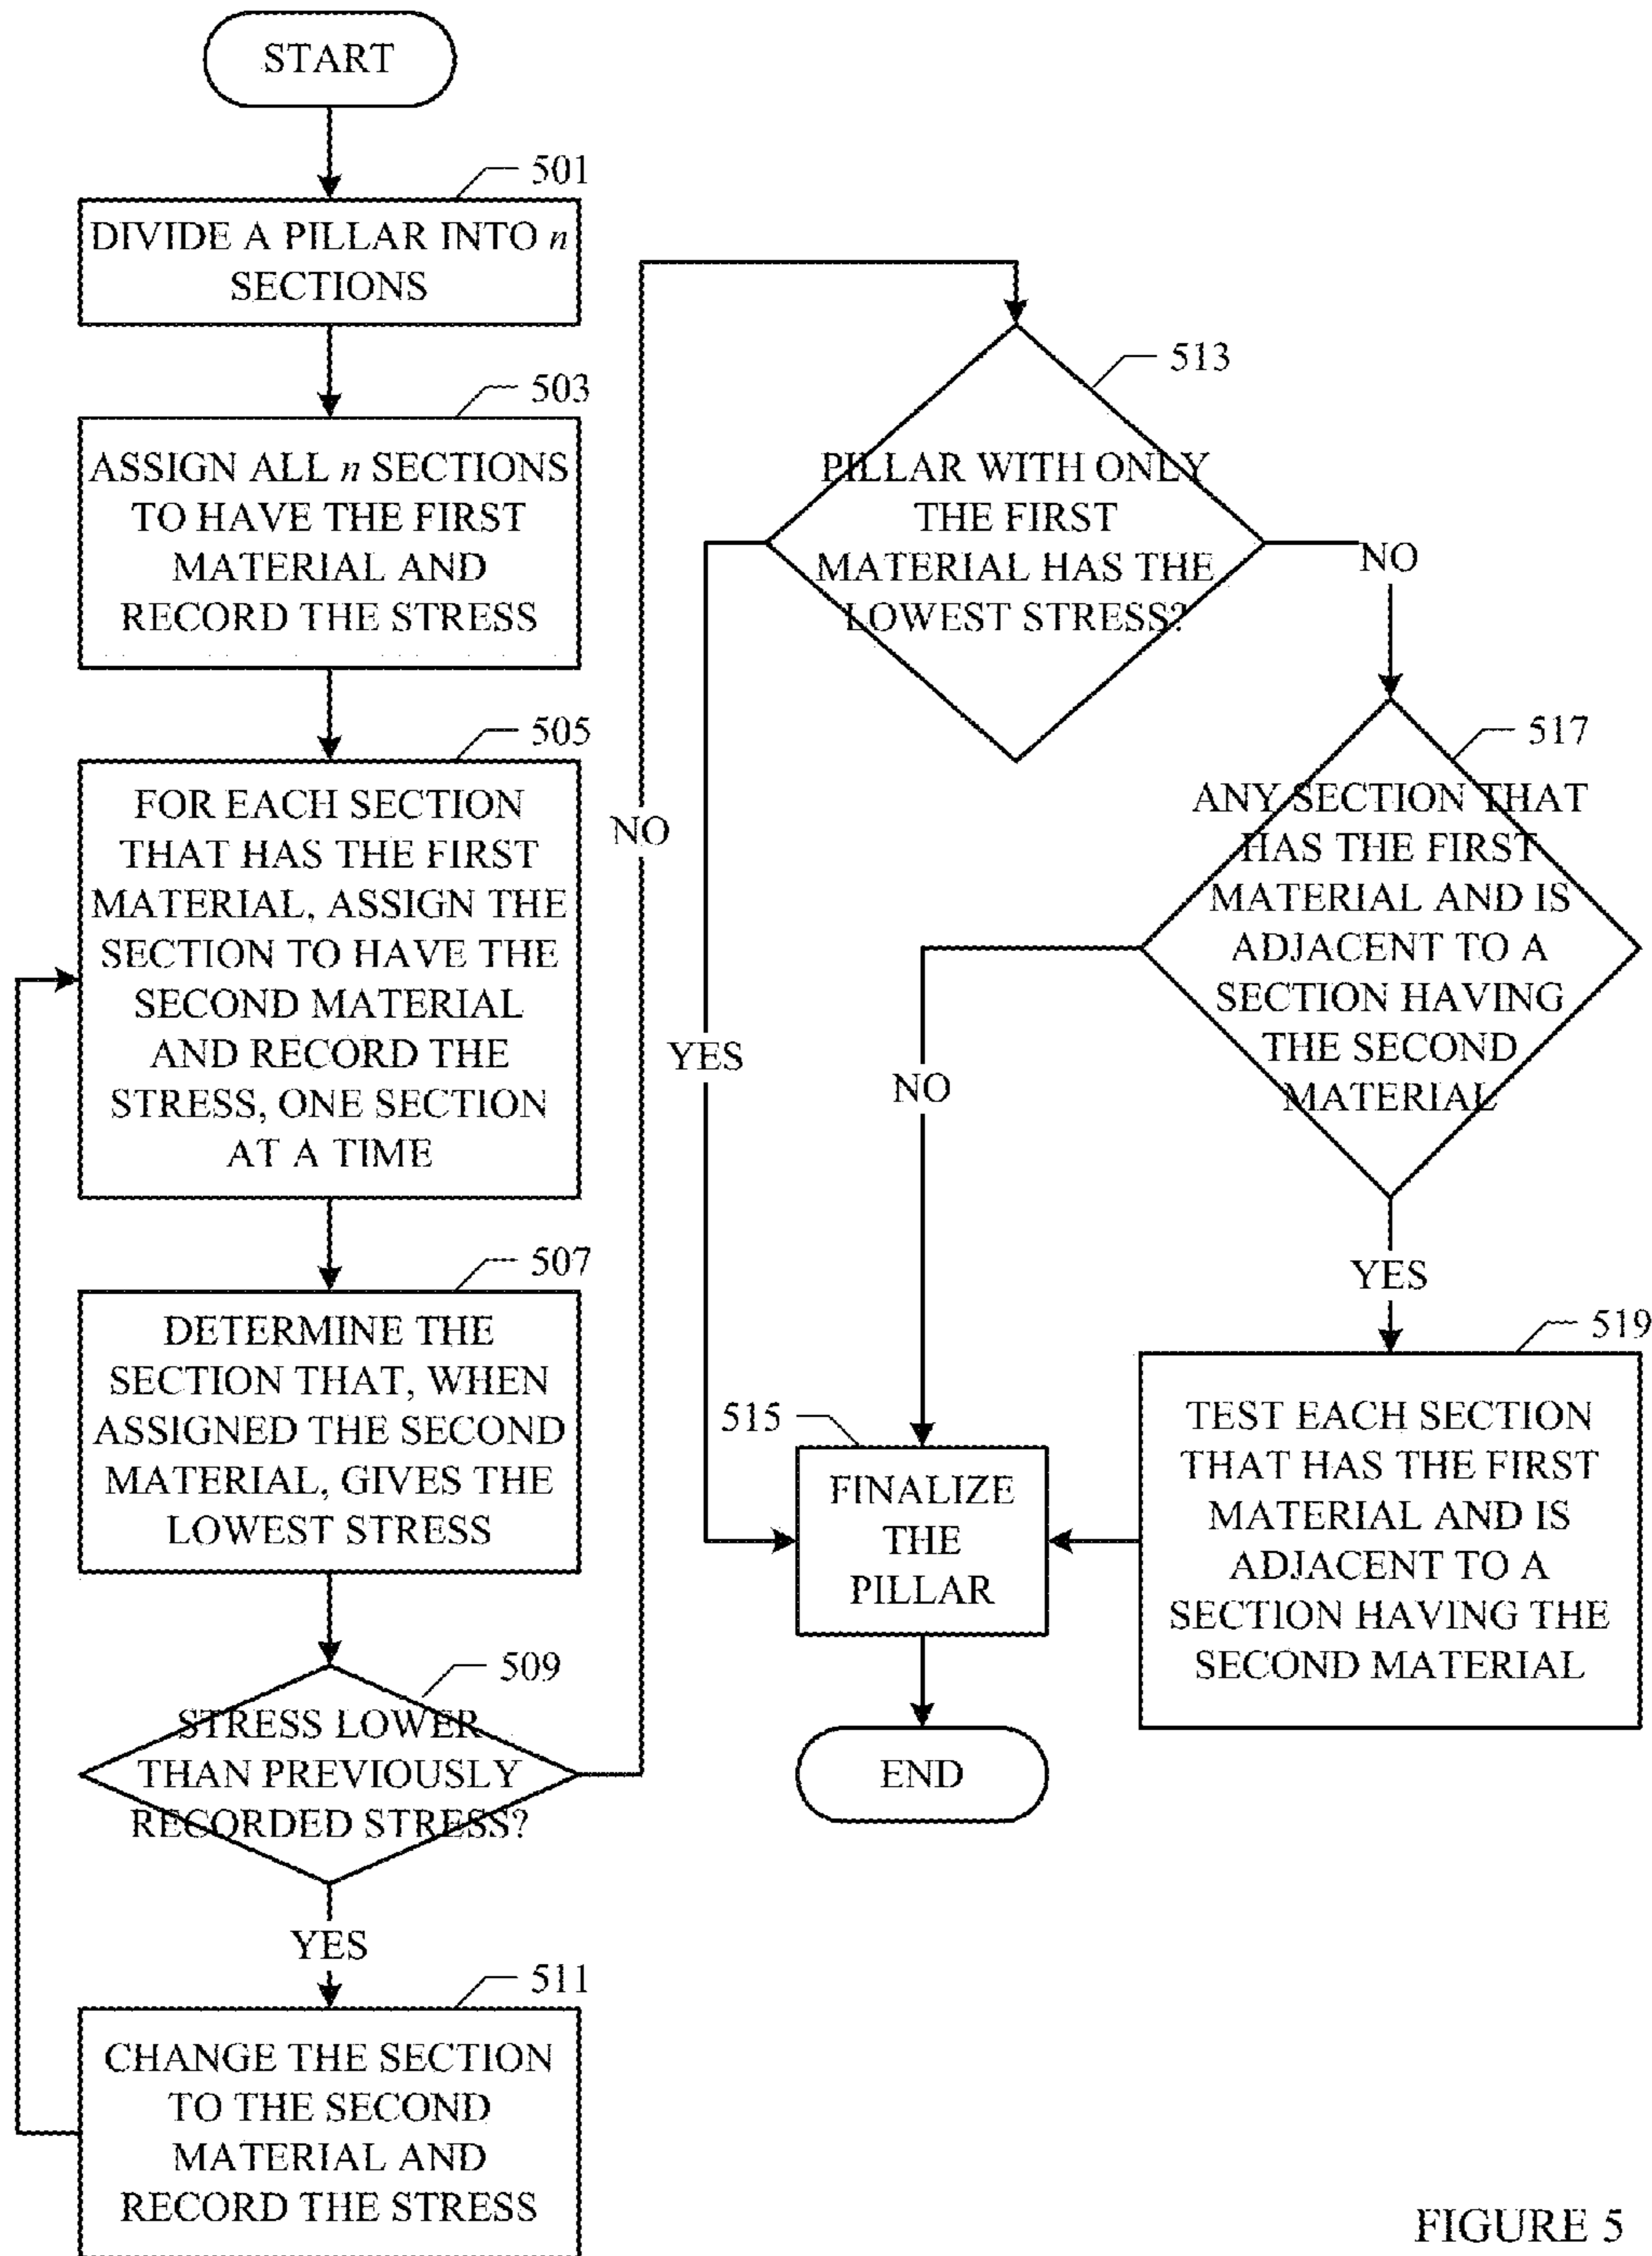 START
501
DIVIDE A PILLAR INTO n
SECTIONS
503
ASSIGN ALL n SECTIONS
TO HAVE THE FIRST
MATERIAL AND
RECORD THE STRESS
505
FOR EACH SECTION
THAT HAS THE FIRST
MATERIAL, ASSIGN THE
SECTION TO HAVE THE
SECOND MATERIAL
AND RECORD THE
STRESS, ONE SECTION
AT A TIME
507
DETERMINE THE
SECTION THAT, WHEN
ASSIGNED THE SECOND
MATERIAL, GIVES THE
LOWEST STRESS
509
STRESS LOWER
THAN PREVIOUSLY
RECORDED STRESS?
YES
511
CHANGE THE SECTION
TO THE SECOND
MATERIAL AND
RECORD THE STRESS
NO
513
PILLAR WITH ONLY
THE FIRST
MATERIAL HAS THE
LOWEST STRESS?
YES
NO
517
ANY SECTION THAT
HAS THE FIRST
MATERIAL AND IS
ADJACENT TO A
SECTION HAVING
THE SECOND
MATERIAL
NO
YES
519
TEST EACH SECTION
THAT HAS THE FIRST
MATERIAL AND IS
ADJACENT TO A
SECTION HAVING THE
SECOND MATERIAL
515
FINALIZE
THE
PILLAR
END
FIGURE 5